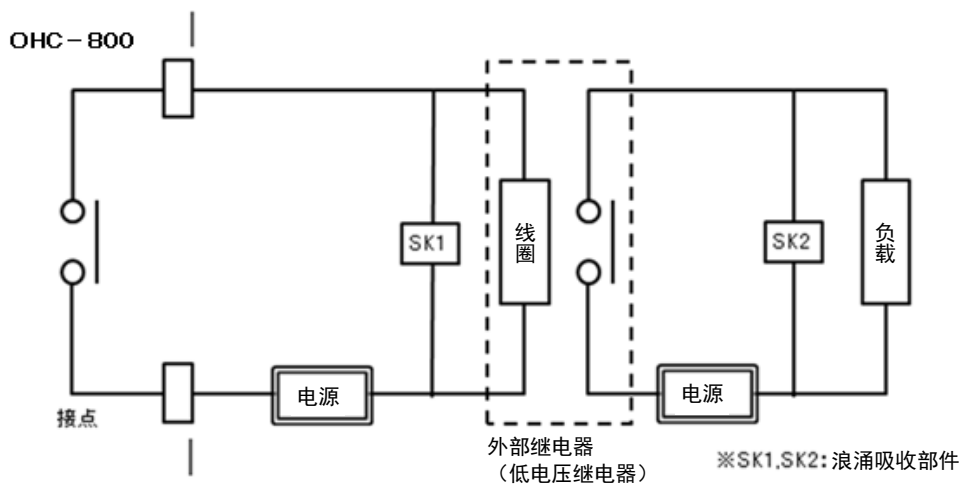 OHC-800
SK1
线圈
SK2
负载
电源
电源
接点
外部继电器
（低电压继电器）
※SK1,SK2：浪涌吸收部件